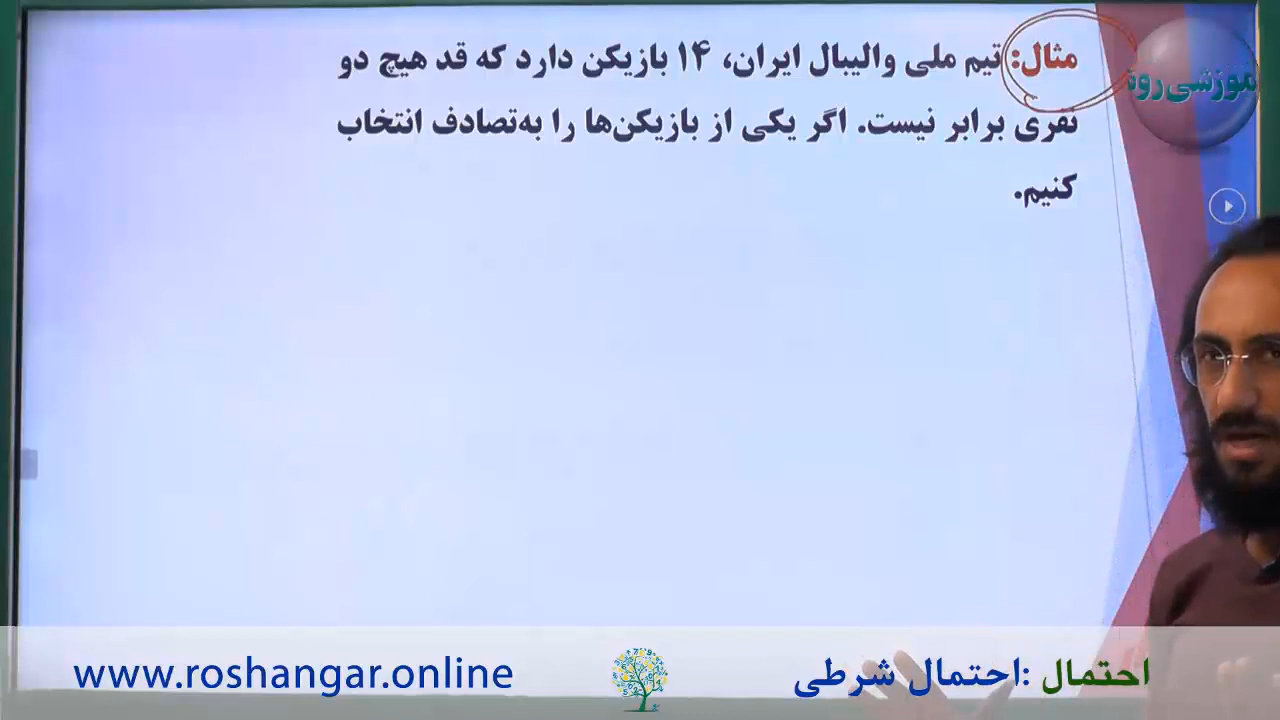 مثال: تیم ملی والیبال ایران، ۱۴ بازیکن دارد که قد هیچ دو
نفری برابر نیست. اگر یکی از بازیکن‌ها را به‌تصادف انتخاب
کنیم.
احتمال: احتمال شرطی
www.roshangar.online